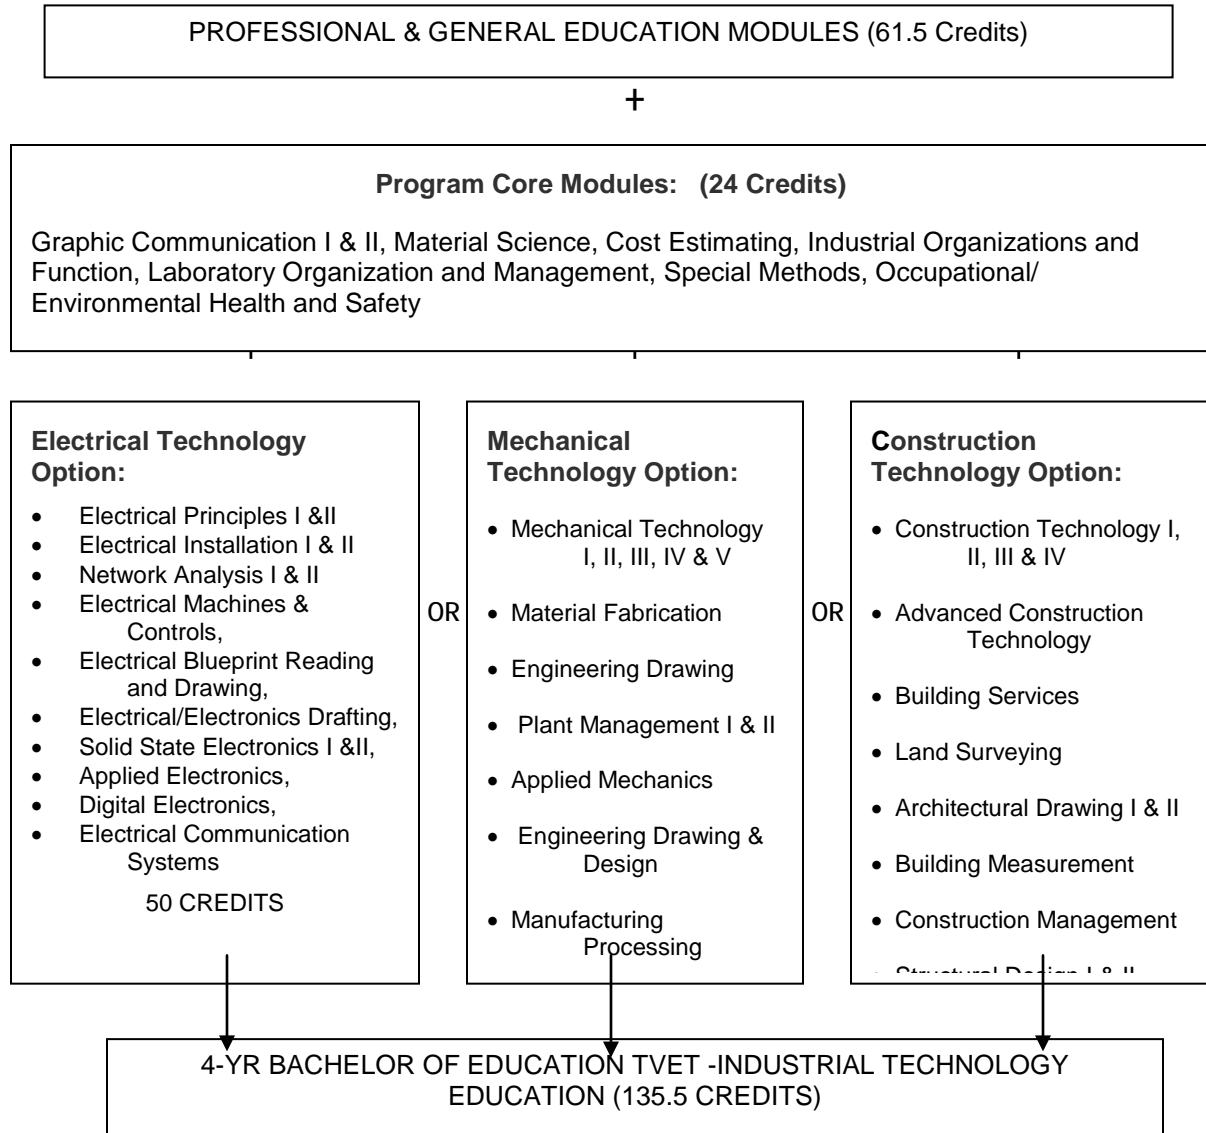 PROFESSIONAL & GENERAL EDUCATION MODULES (61.5 Credits)
+
Program Core Modules: (24 Credits)
Graphic Communication I & II, Material Science, Cost Estimating, Industrial Organizations and
Function, Laboratory Organization and Management, Special Methods, Occupational/
Environmental Health and Safety
Electrical Technology
Option:
• Electrical Principles I &II
• Electrical Installation I & II
• Network Analysis I & II
• Electrical Machines &
Controls,
• Electrical Blueprint Reading
and Drawing,
• Electrical/Electronics Drafting,
• Solid State Electronics I &II,
• Applied Electronics,
• Digital Electronics,
• Electrical Communication
Systems
50 CREDITS
OR
Mechanical
Technology Option:
• Mechanical Technology
I, II, III, IV & V
• Material Fabrication
• Engineering Drawing
• Plant Management I & II
• Applied Mechanics
• Engineering Drawing &
Design
• Manufacturing
Processing
OR
Construction
Technology Option:
• Construction Technology I,
II, III & IV
• Advanced Construction
Technology
• Building Services
• Land Surveying
• Architectural Drawing I & II
• Building Measurement
• Construction Management
• Structural Design I & II
4-YR BACHELOR OF EDUCATION TVET -INDUSTRIAL TECHNOLOGY
EDUCATION (135.5 CREDITS)